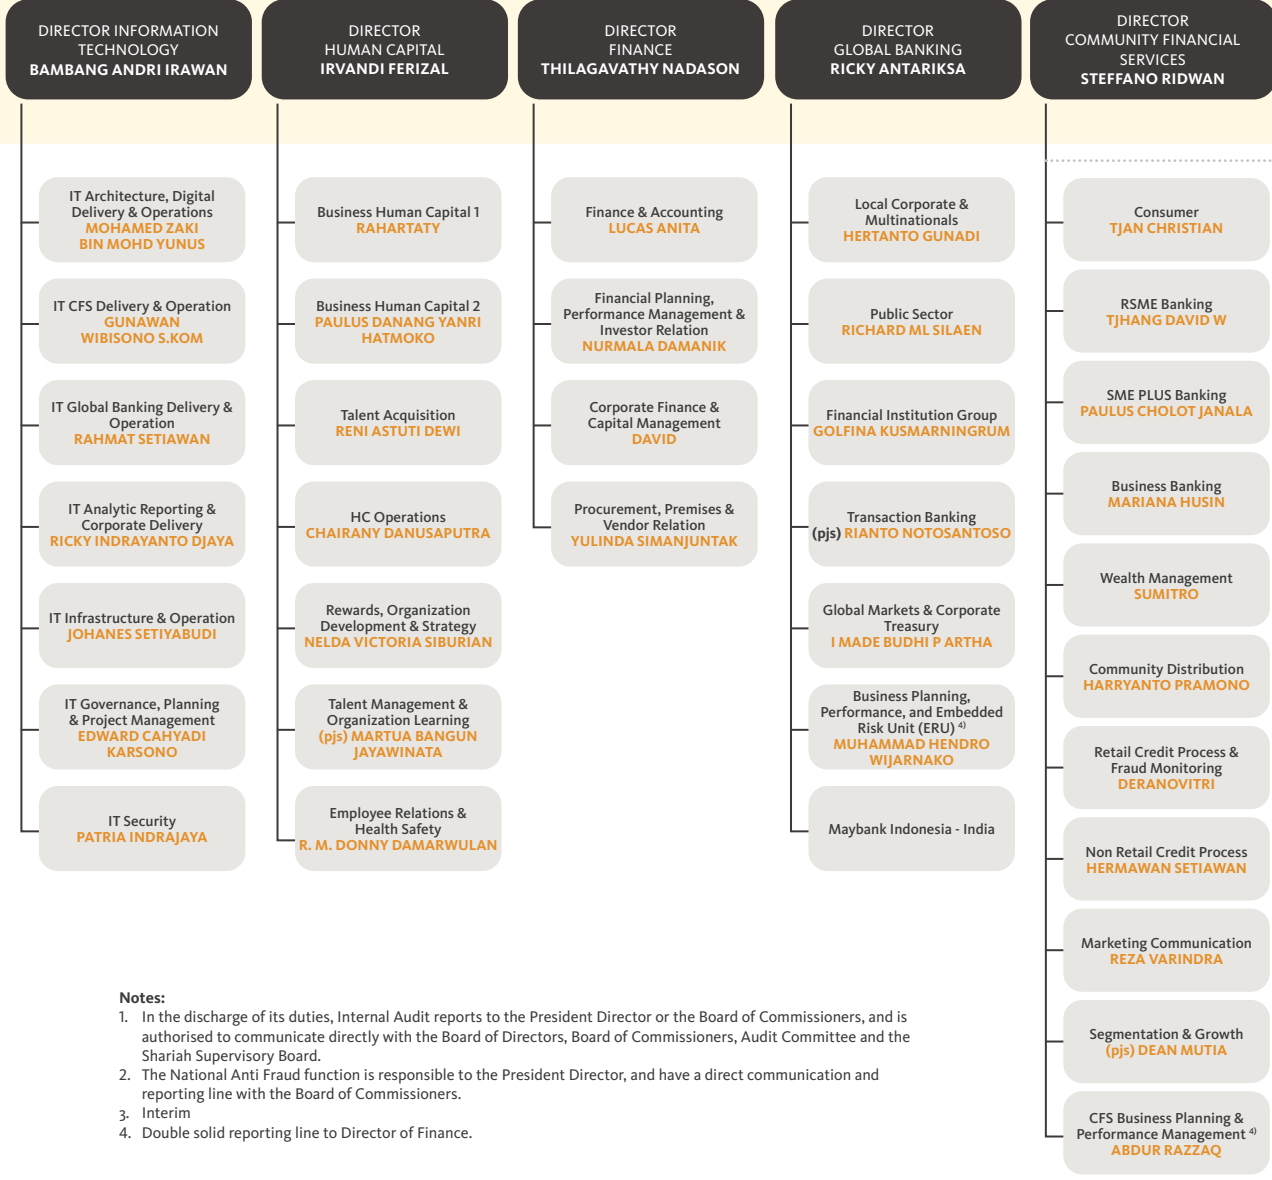 DIRECTOR INFORMATION
TECHNOLOGY
BAMBANG ANDRI IRAWAN
IT Architecture, Digital
Delivery & Operations
MOHAMED ZAKI
BIN MOHD YUNUS
IT CFS Delivery & Operation
GUNAWAN
WIBISONO S.KOM
IT Global Banking Delivery &
Operation
RAHMAT SETIAWAN
IT Analytic Reporting &
Corporate Delivery
RICKY INDRAYANTO DJAYA
IT Infrastructure & Operation
JOHANES SETIYABUDI
IT Governance, Planning
& Project Management
EDWARD CAHYADI
KARSONO
IT Security
PATRIA INDRAJAYA
DIRECTOR
HUMAN CAPITAL
IRVANDI FERIZAL
Business Human Capital 1
RAHARTATY
Business Human Capital 2
PAULUS DANANG YANRI
HATMOKO
Talent Acquisition
RENI ASTUTI DEWI
HC Operations
CHAIRANY DANUSAPUTRA
Rewards, Organization
Development & Strategy
NELDA VICTORIA SIBURIAN
Talent Management &
Organization Learning
(pjs) MARTUA BANGUN
JAYAWINATA
Employee Relations &
Health Safety
R. M. DONNY DAMARWULAN
DIRECTOR
FINANCE
THILAGAVATHY NADASON
Finance & Accounting
LUCAS ANITA
Financial Planning,
Performance Management &
Investor Relation
NURMALA DAMANIK
Corporate Finance &
Capital Management
DAVID
Procurement, Premises &
Vendor Relation
YULINDA SIMANJUNTAK
DIRECTOR
GLOBAL BANKING
RICKY ANTARIKSA
Local Corporate &
Multinationals
HERTANTO GUNADI
Public Sector
RICHARD ML SILAEN
Financial Institution Group
GOLFINA KUSMARNINGRUM
Transaction Banking
(pjs) RIANTO NOTOSANTOSO
Global Markets & Corporate
Treasury
I MADE BUDHI P ARTHA
Business Planning,
Performance, and Embedded
Risk Unit (ERU) 4)
MUHAMMAD HENDRO
WIJARNAKO
Maybank Indonesia - India
DIRECTOR
COMMUNITY FINANCIAL
SERVICES
STEFFANO RIDWAN
Consumer
TJAN CHRISTIAN
RSME Banking
TJHANG DAVID W
SME PLUS Banking
PAULUS CHOLOT JANALA
Business Banking
MARIANA HUSIN
Wealth Management
SUMITRO
Community Distribution
HARRYANTO PRAMONO
Retail Credit Process &
Fraud Monitoring
DERANOVITRI
Non Retail Credit Process
HERMAWAN SETIAWAN
Marketing Communication
REZA VARINDRA
Segmentation & Growth
(pjs) DEAN MUTIA
CFS Business Planning &
Performance Management 4)
ABDUR RAZZAQ
Notes:
1. In the discharge of its duties, Internal Audit reports to the President Director or the Board of Commissioners, and is
authorised to communicate directly with the Board of Directors, Board of Commissioners, Audit Committee and the
Shariah Supervisory Board.
2. The National Anti Fraud function is responsible to the President Director, and have a direct communication and
reporting line with the Board of Commissioners.
3. Interim
4. Double solid reporting line to Director of Finance.